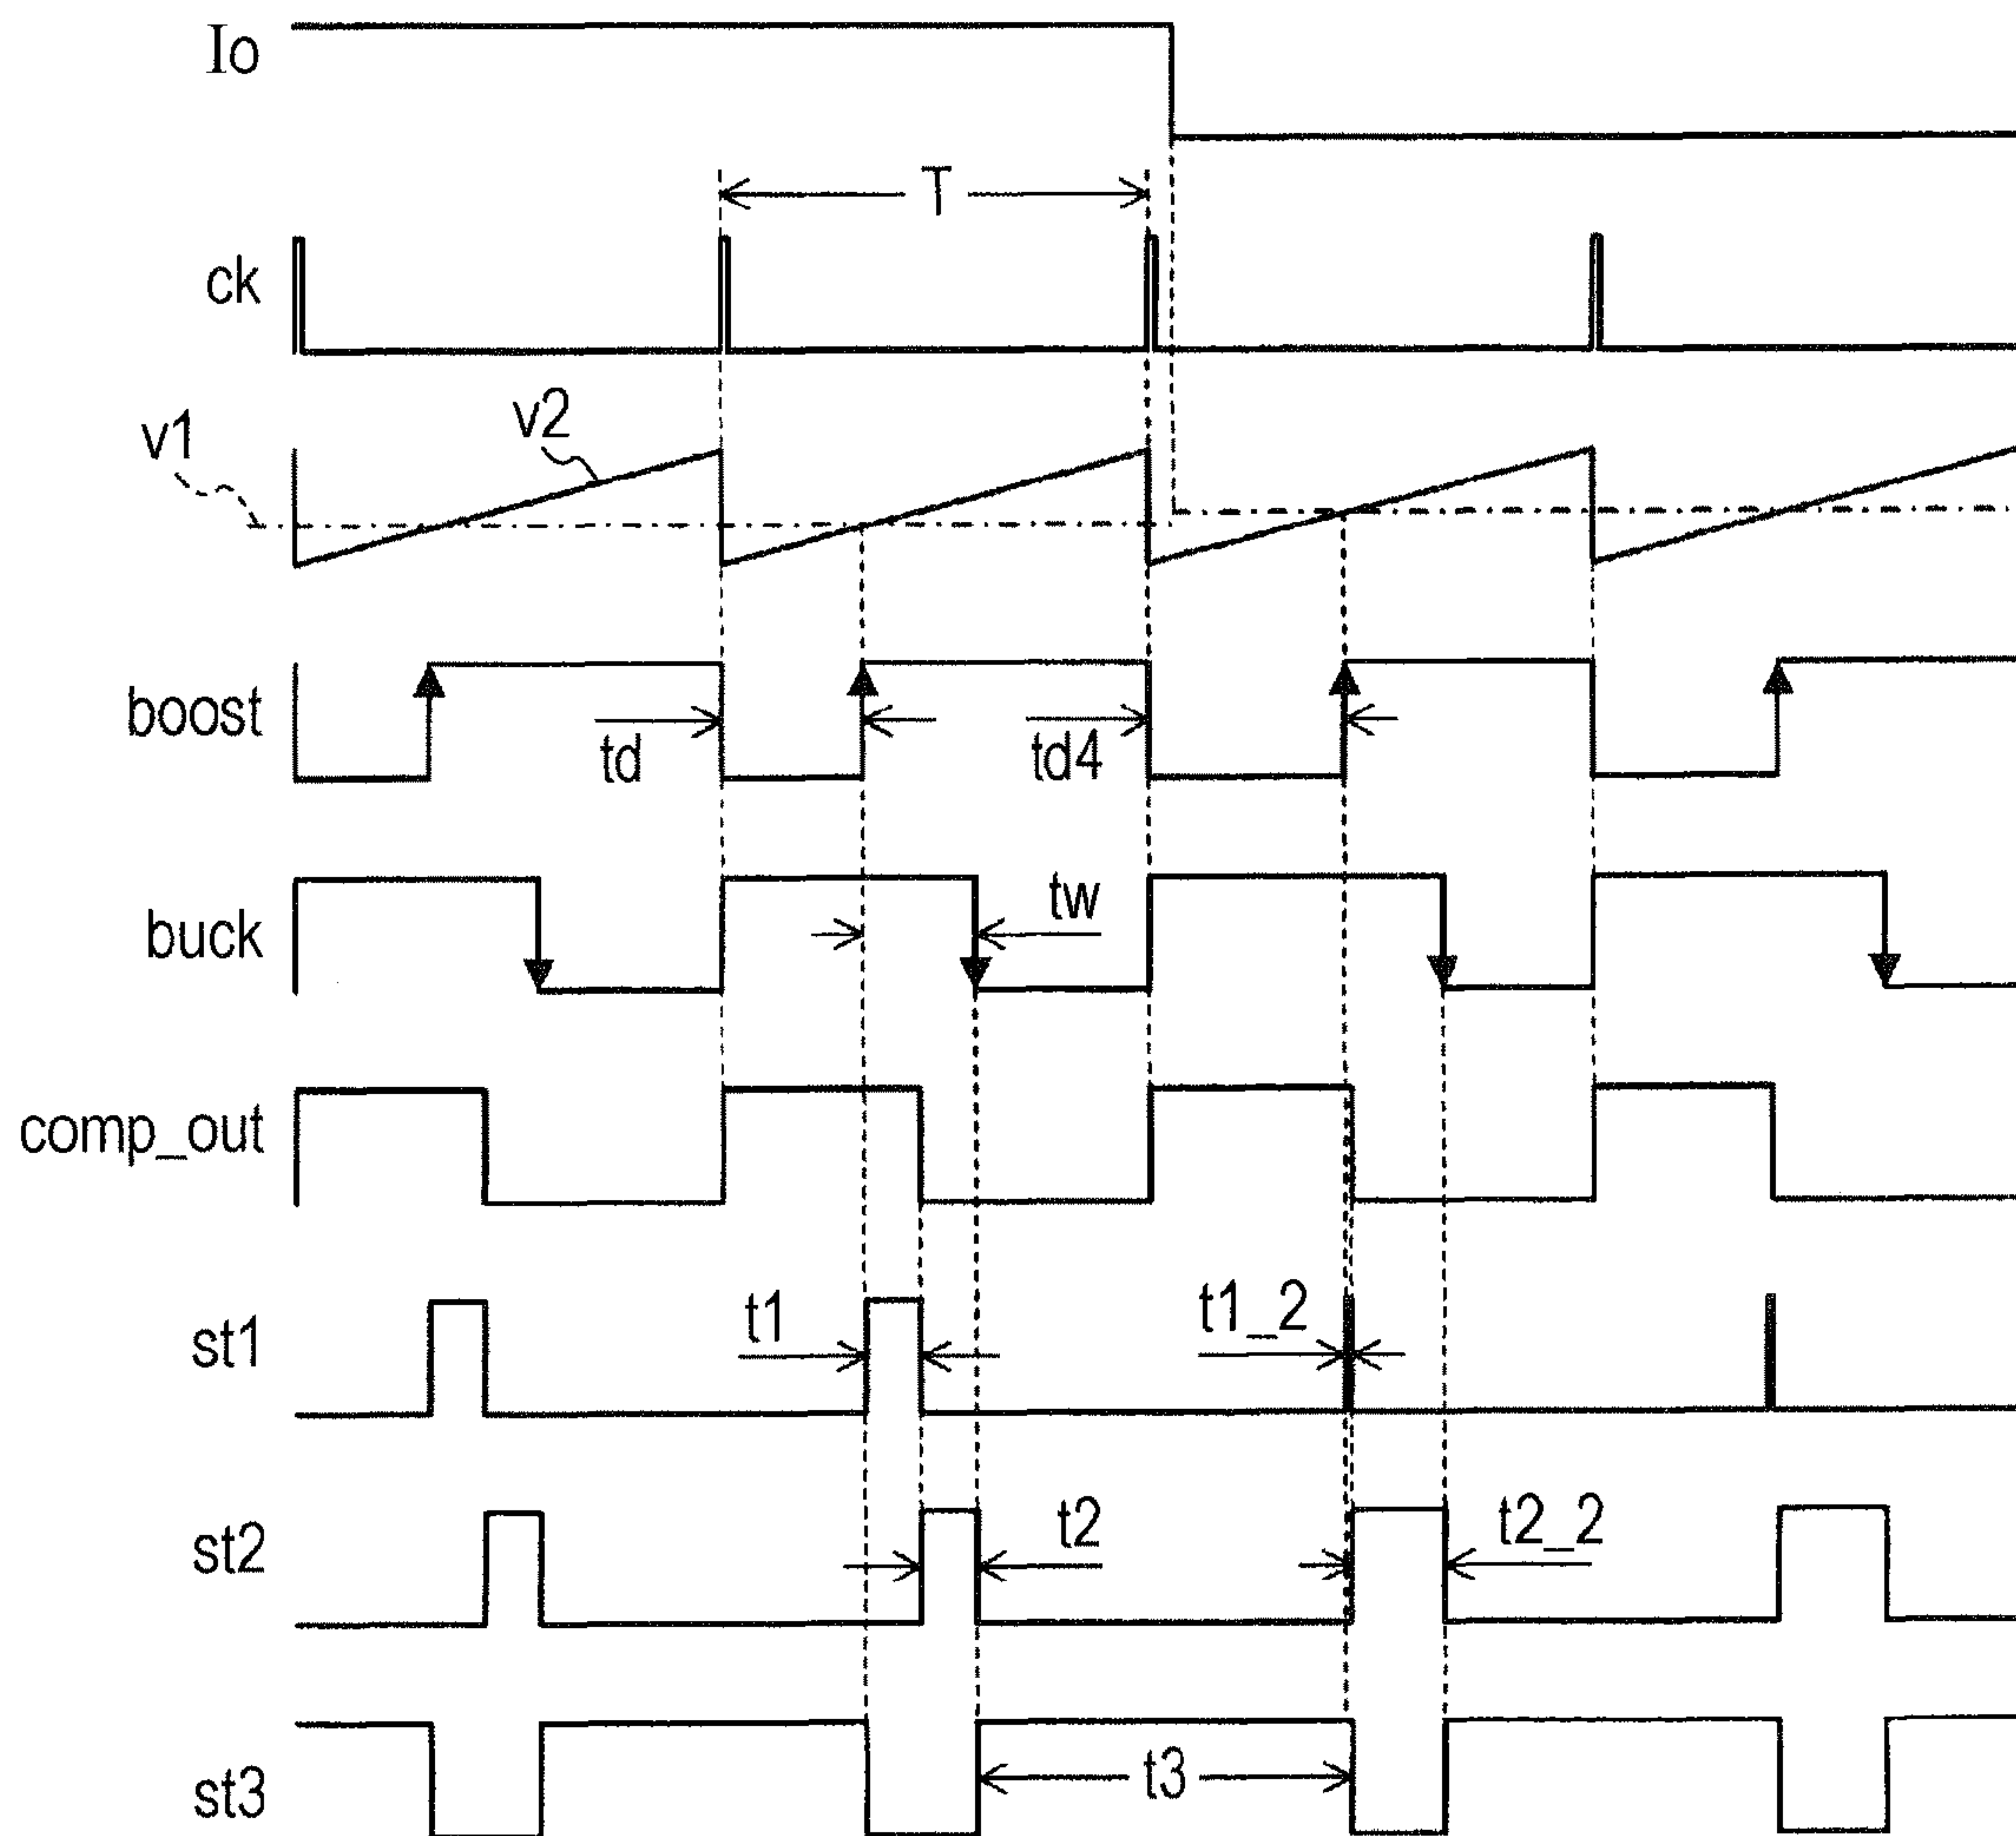 Io
T
ck
v1
v2
boost
td
td4
buck
tw
comp_out
st1
t1
t1_2
st2
t2
t2_2
st3
t3